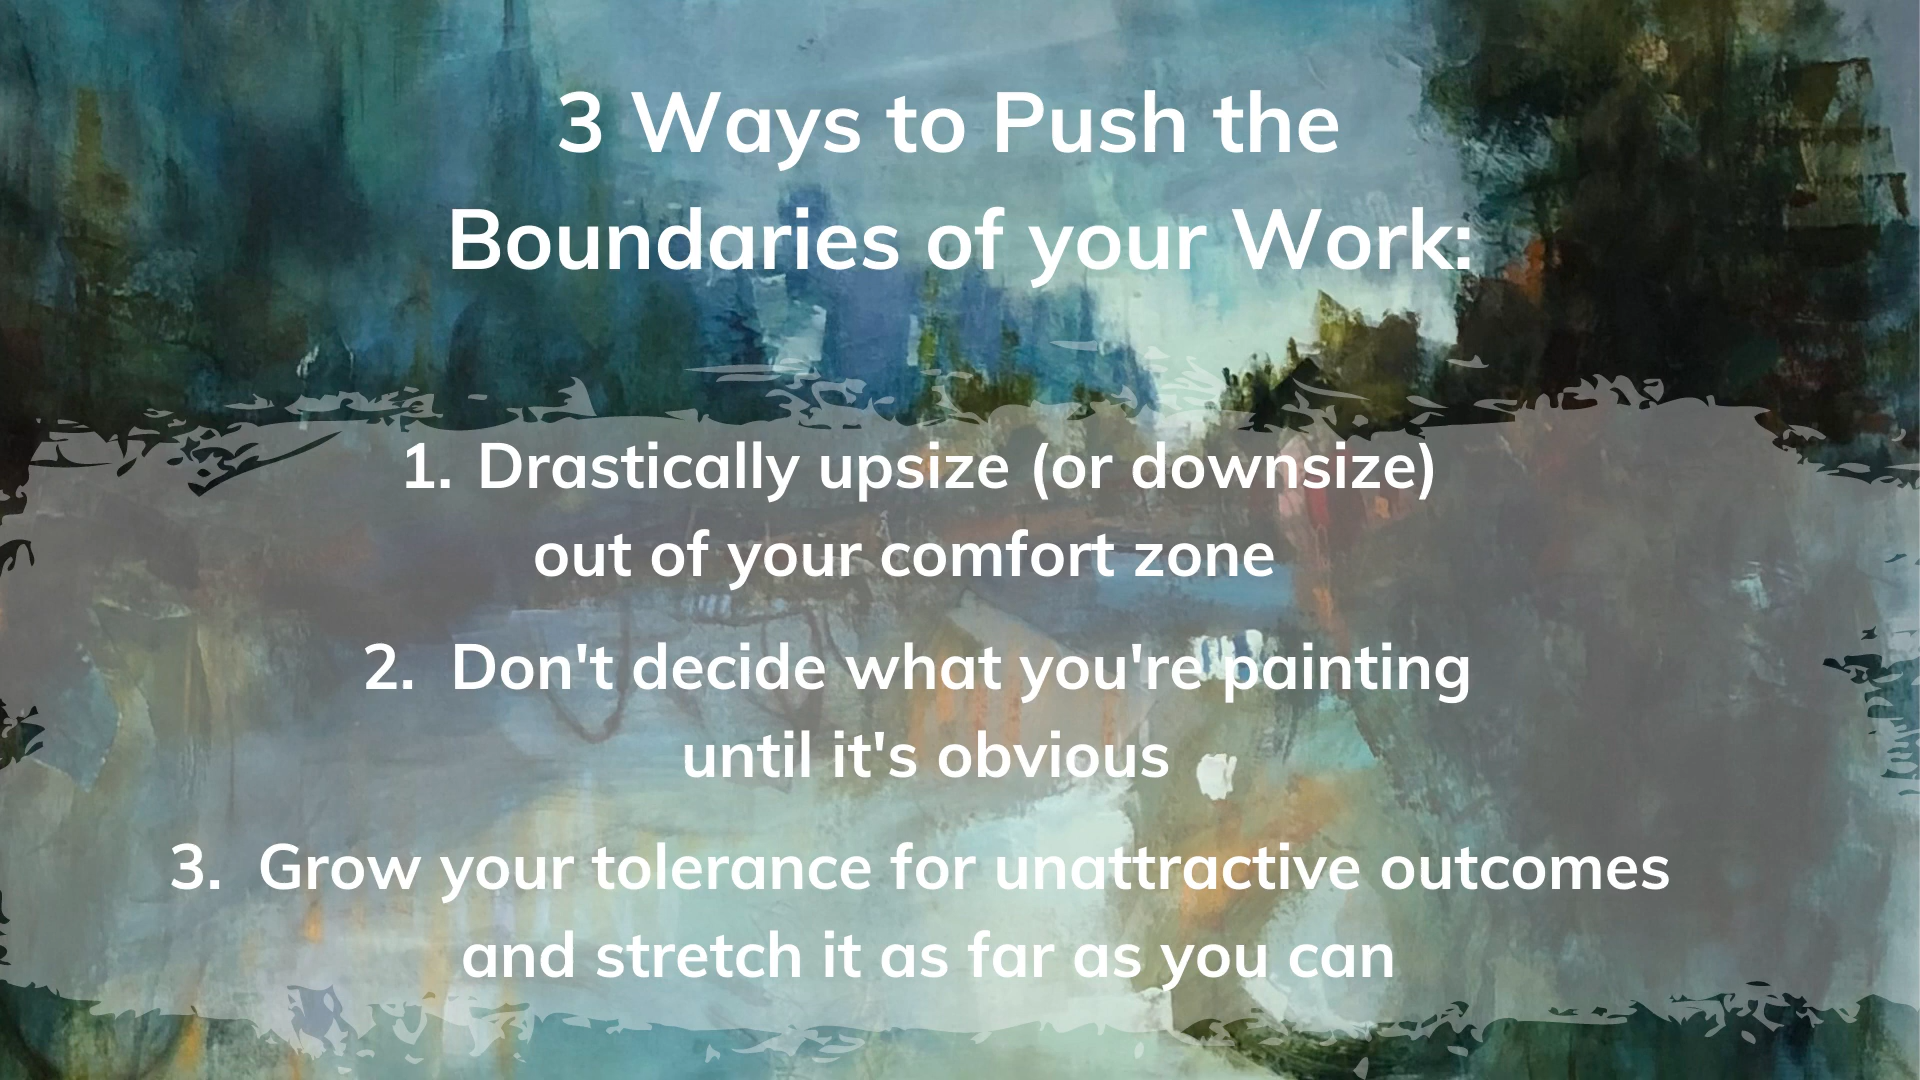 3 Ways to Push the
Boundaries of your Work:
1. Drastically upsize (or downsize)
out of your comfort zone
2. Don't decide what you're painting
until it's obvious
3. Grow your tolerance for unattractive outcomes
and stretch it as far as you can